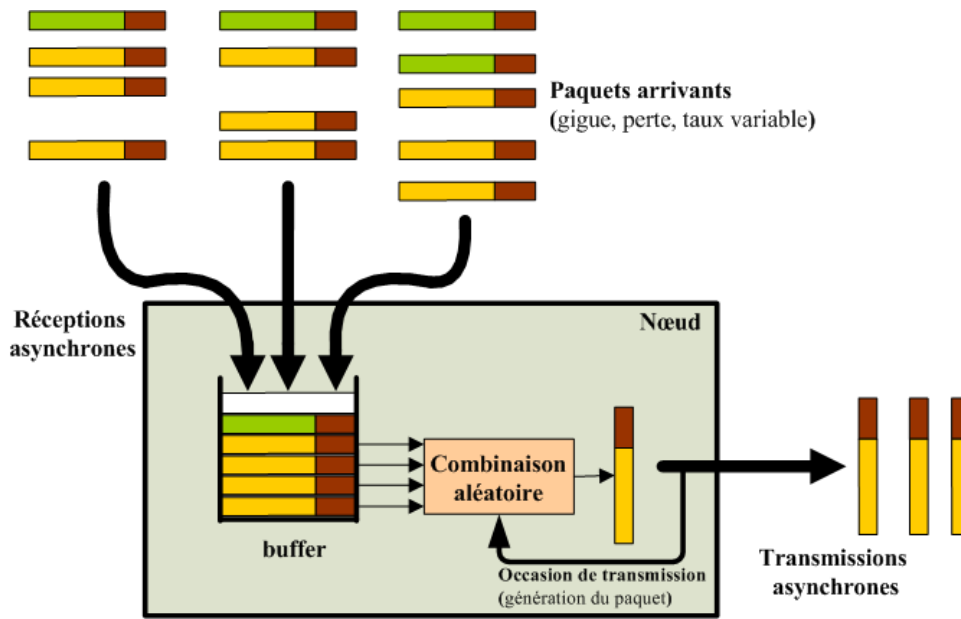 Paquets arrivants
(gigue, perte, taux variable)
Réceptions
asynchrones
Nœud
Combinaison
aléatoire
buffer
Occasion de transmission
(génération du paquet)
Transmissions
asynchrones